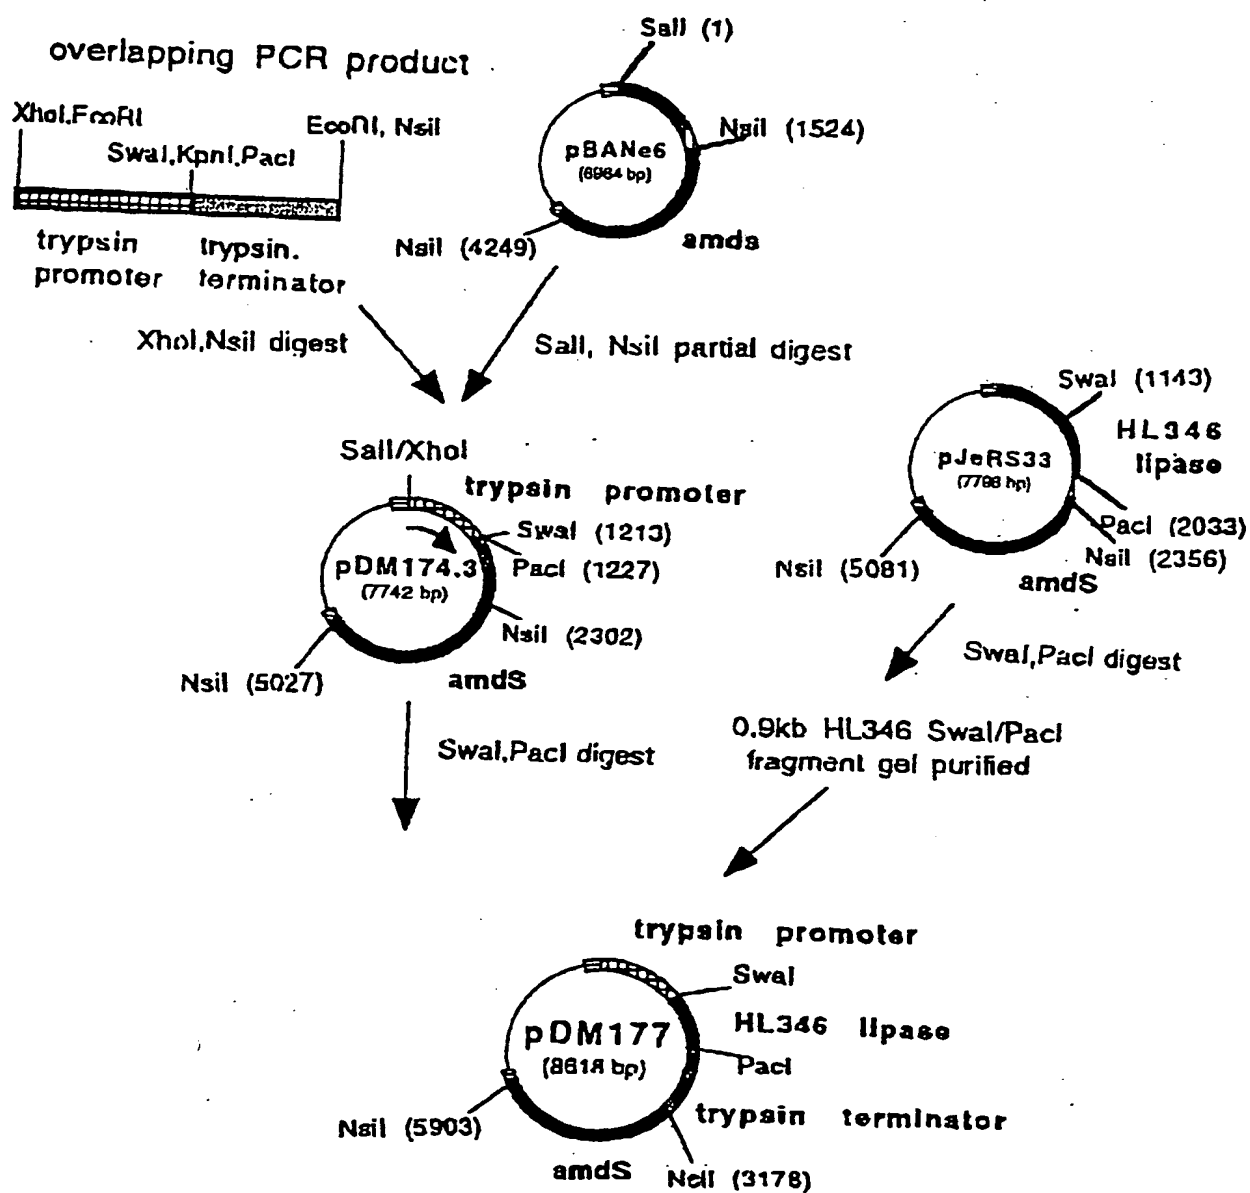 overlapping PCR product
XhoI,EcoRI
EcoRI, NsiI
SwaI,KpnI,PacI
trypsin promoter
trypsin. terminator
SalI (1)
NsiI (1524)
pBANe6
(6964 bp)
NsiI (4249)
amds
XhoI,NsiI digest
SalI, NsiI partial digest
SalI/XhoI
trypsin promoter
SwaI (1213)
PacI (1227)
pDM174.3
(7742 bp)
NsiI (2302)
NsiI (5027)
amdS
SwaI (1143)
HL346 lipase
pJeRS33
(7798 bp)
PacI (2033)
NsiI (2356)
NsiI (5081)
amdS
SwaI,PacI digest
SwaI,PacI digest
0.9kb HL346 SwaI/PacI
fragment gel purified
trypsin promoter
SwaI
HL346 lipase
pDM177
(8618 bp)
PacI
trypsin terminator
NsiI (5903)
amdS
NsiI (3178)